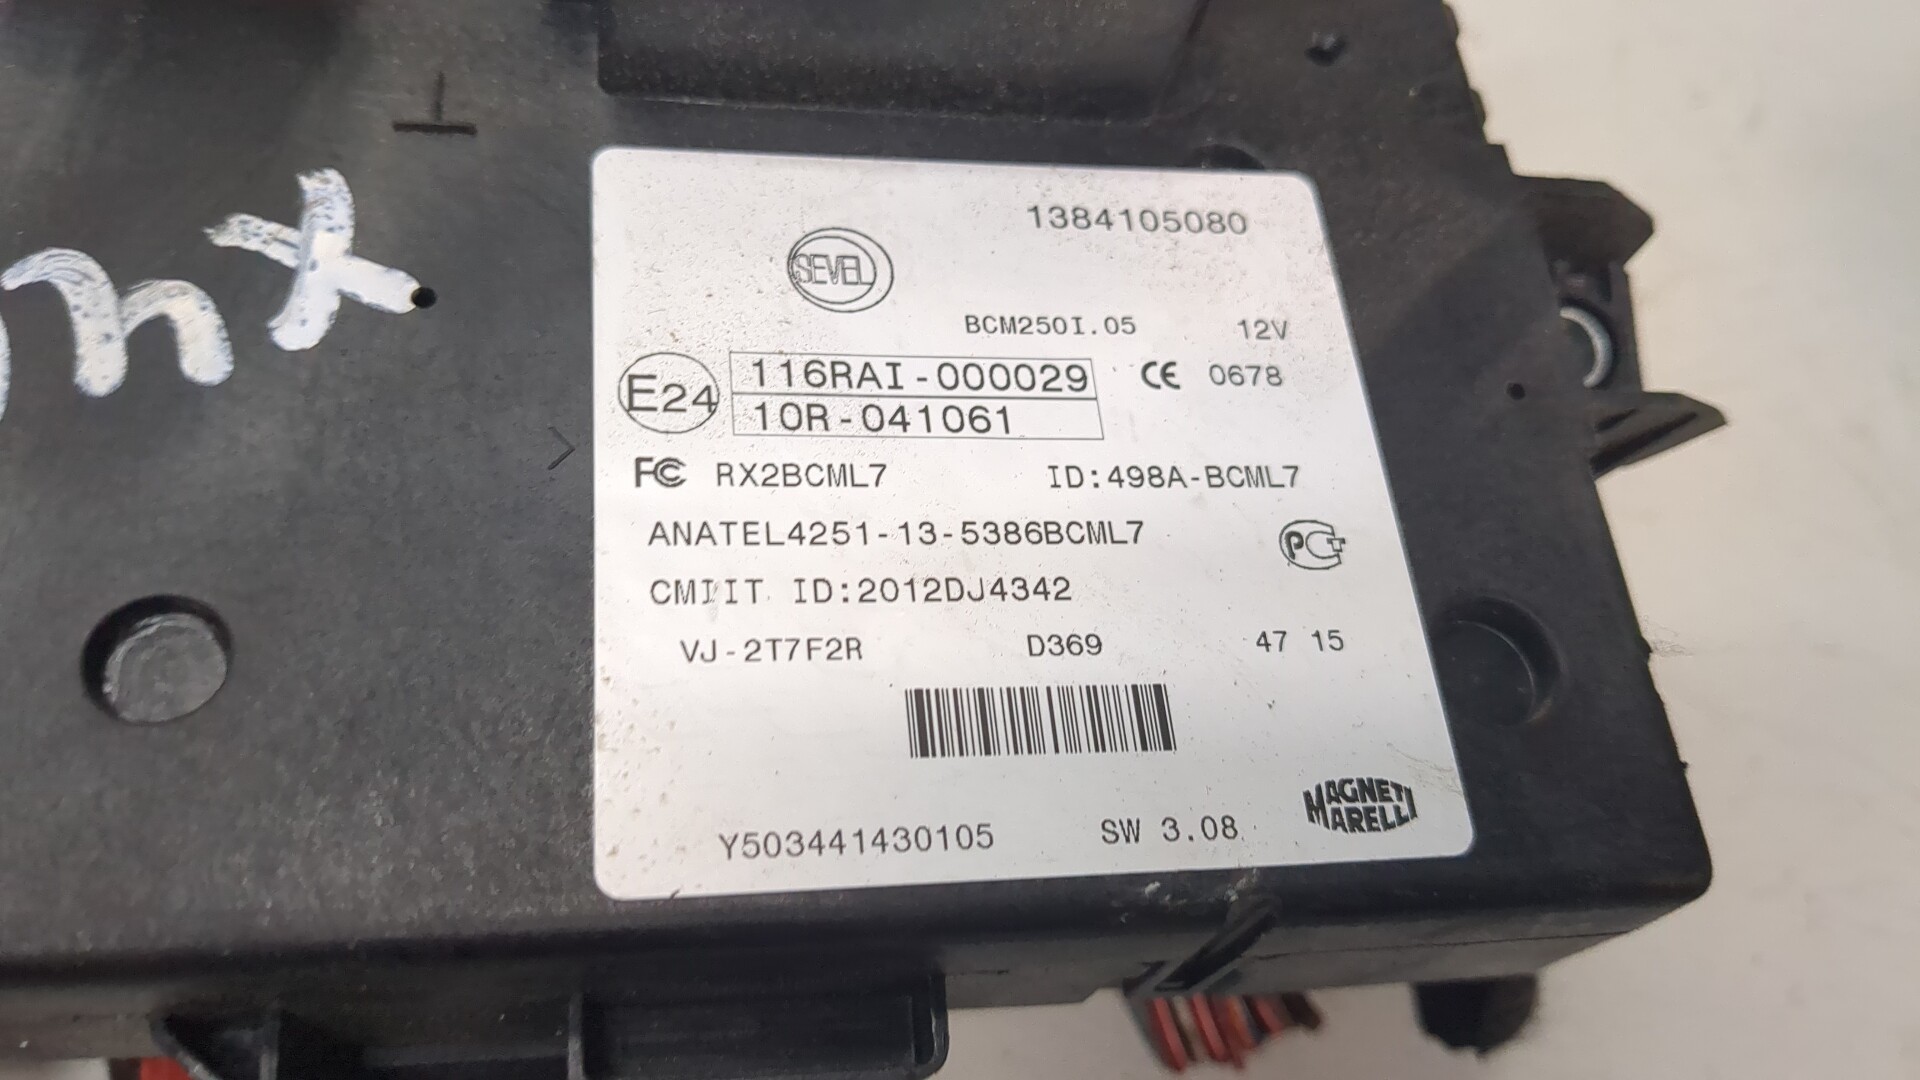 1384105080
SEVEL
BCM250I.05 12V
E24 116RAI-000029 CE 0678
10R-041061
FC RX2BCML7 ID:498A-BCML7
ANATEL4251-13-5386BCML7 PCT
CMIIT ID:2012DJ4342
VJ-2T7F2R D369 47 15
Y503441430105 SW 3.08
MAGNETI
MARELLI